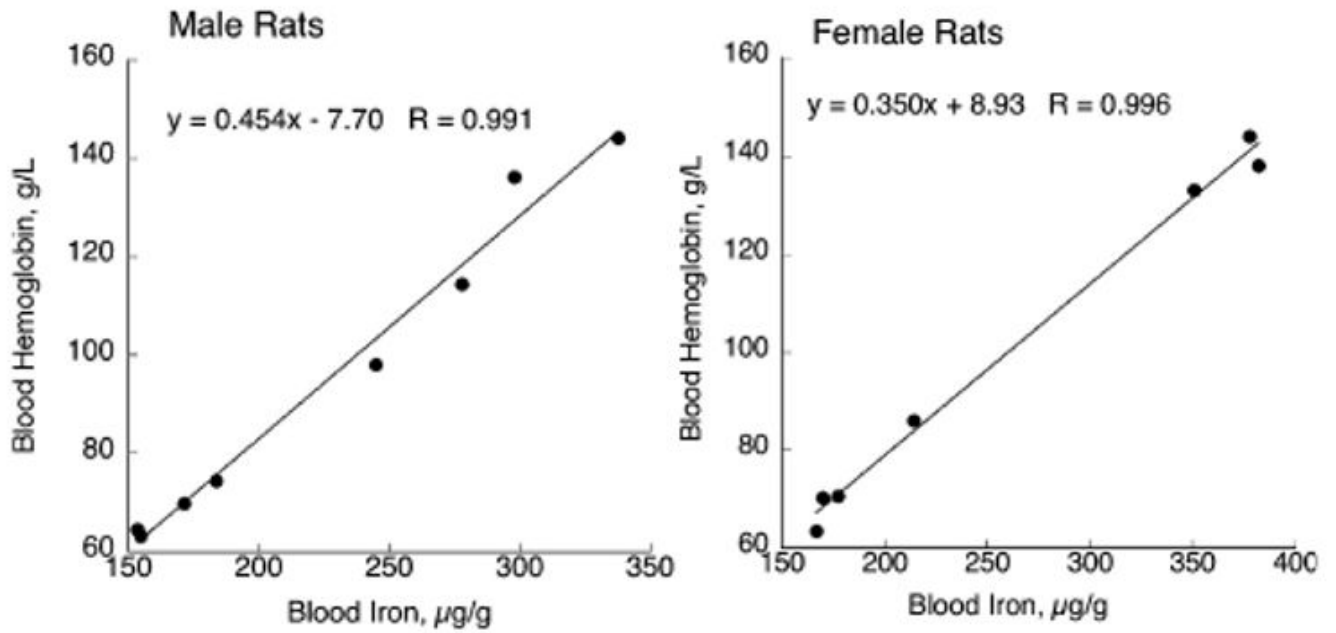 Male Rats
y = 0.454x - 7.70 R = 0.991
Blood Hemoglobin, g/L
160
140
120
100
80
60
150 200 250 300 350
Blood Iron, µg/g
Female Rats
y = 0.350x + 8.93 R = 0.996
Blood Hemoglobin, g/L
160
140
120
100
80
60
150 200 250 300 350 400
Blood Iron, µg/g